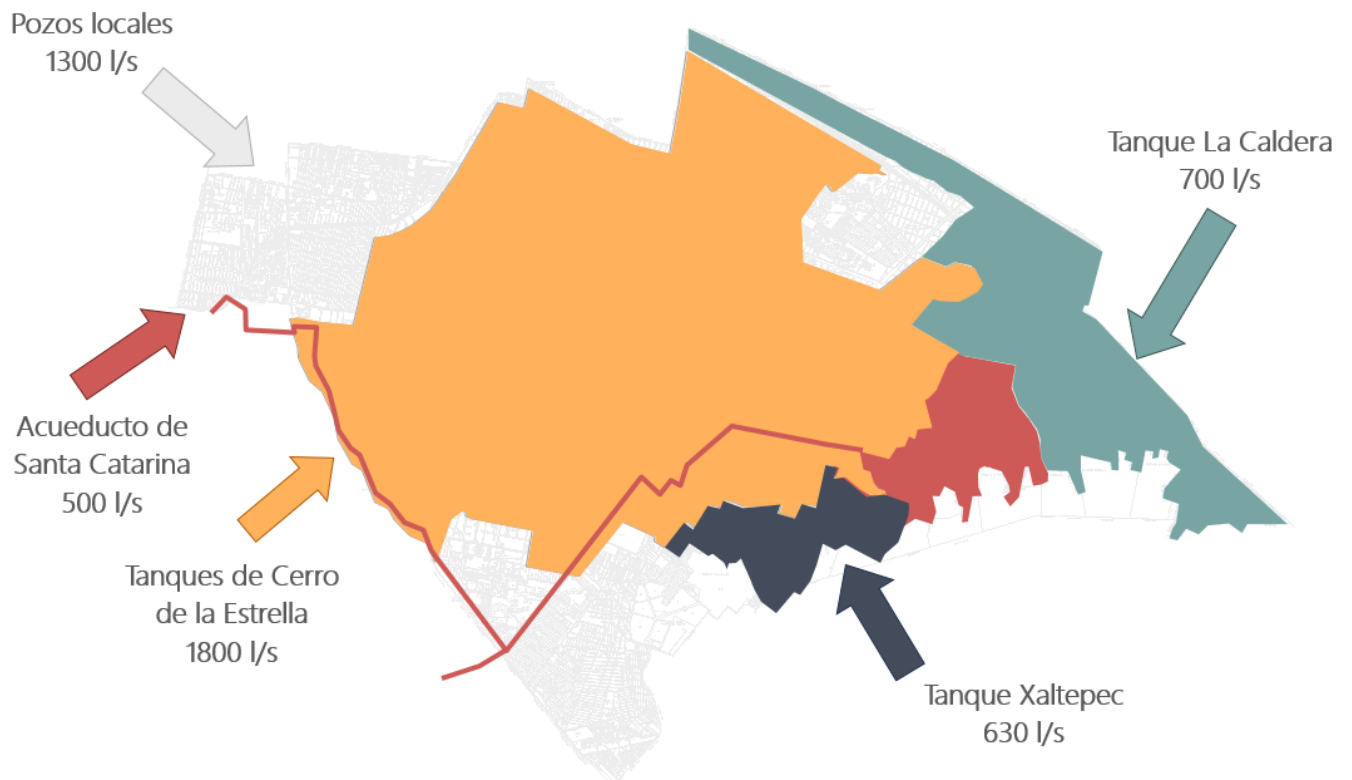 Pozos locales
1300 l/s
Tanque La Caldera
700 l/s
Acueducto de
Santa Catarina
500 l/s
Tanques de Cerro
de la Estrella
1800 l/s
Tanque Xaltepec
630 l/s